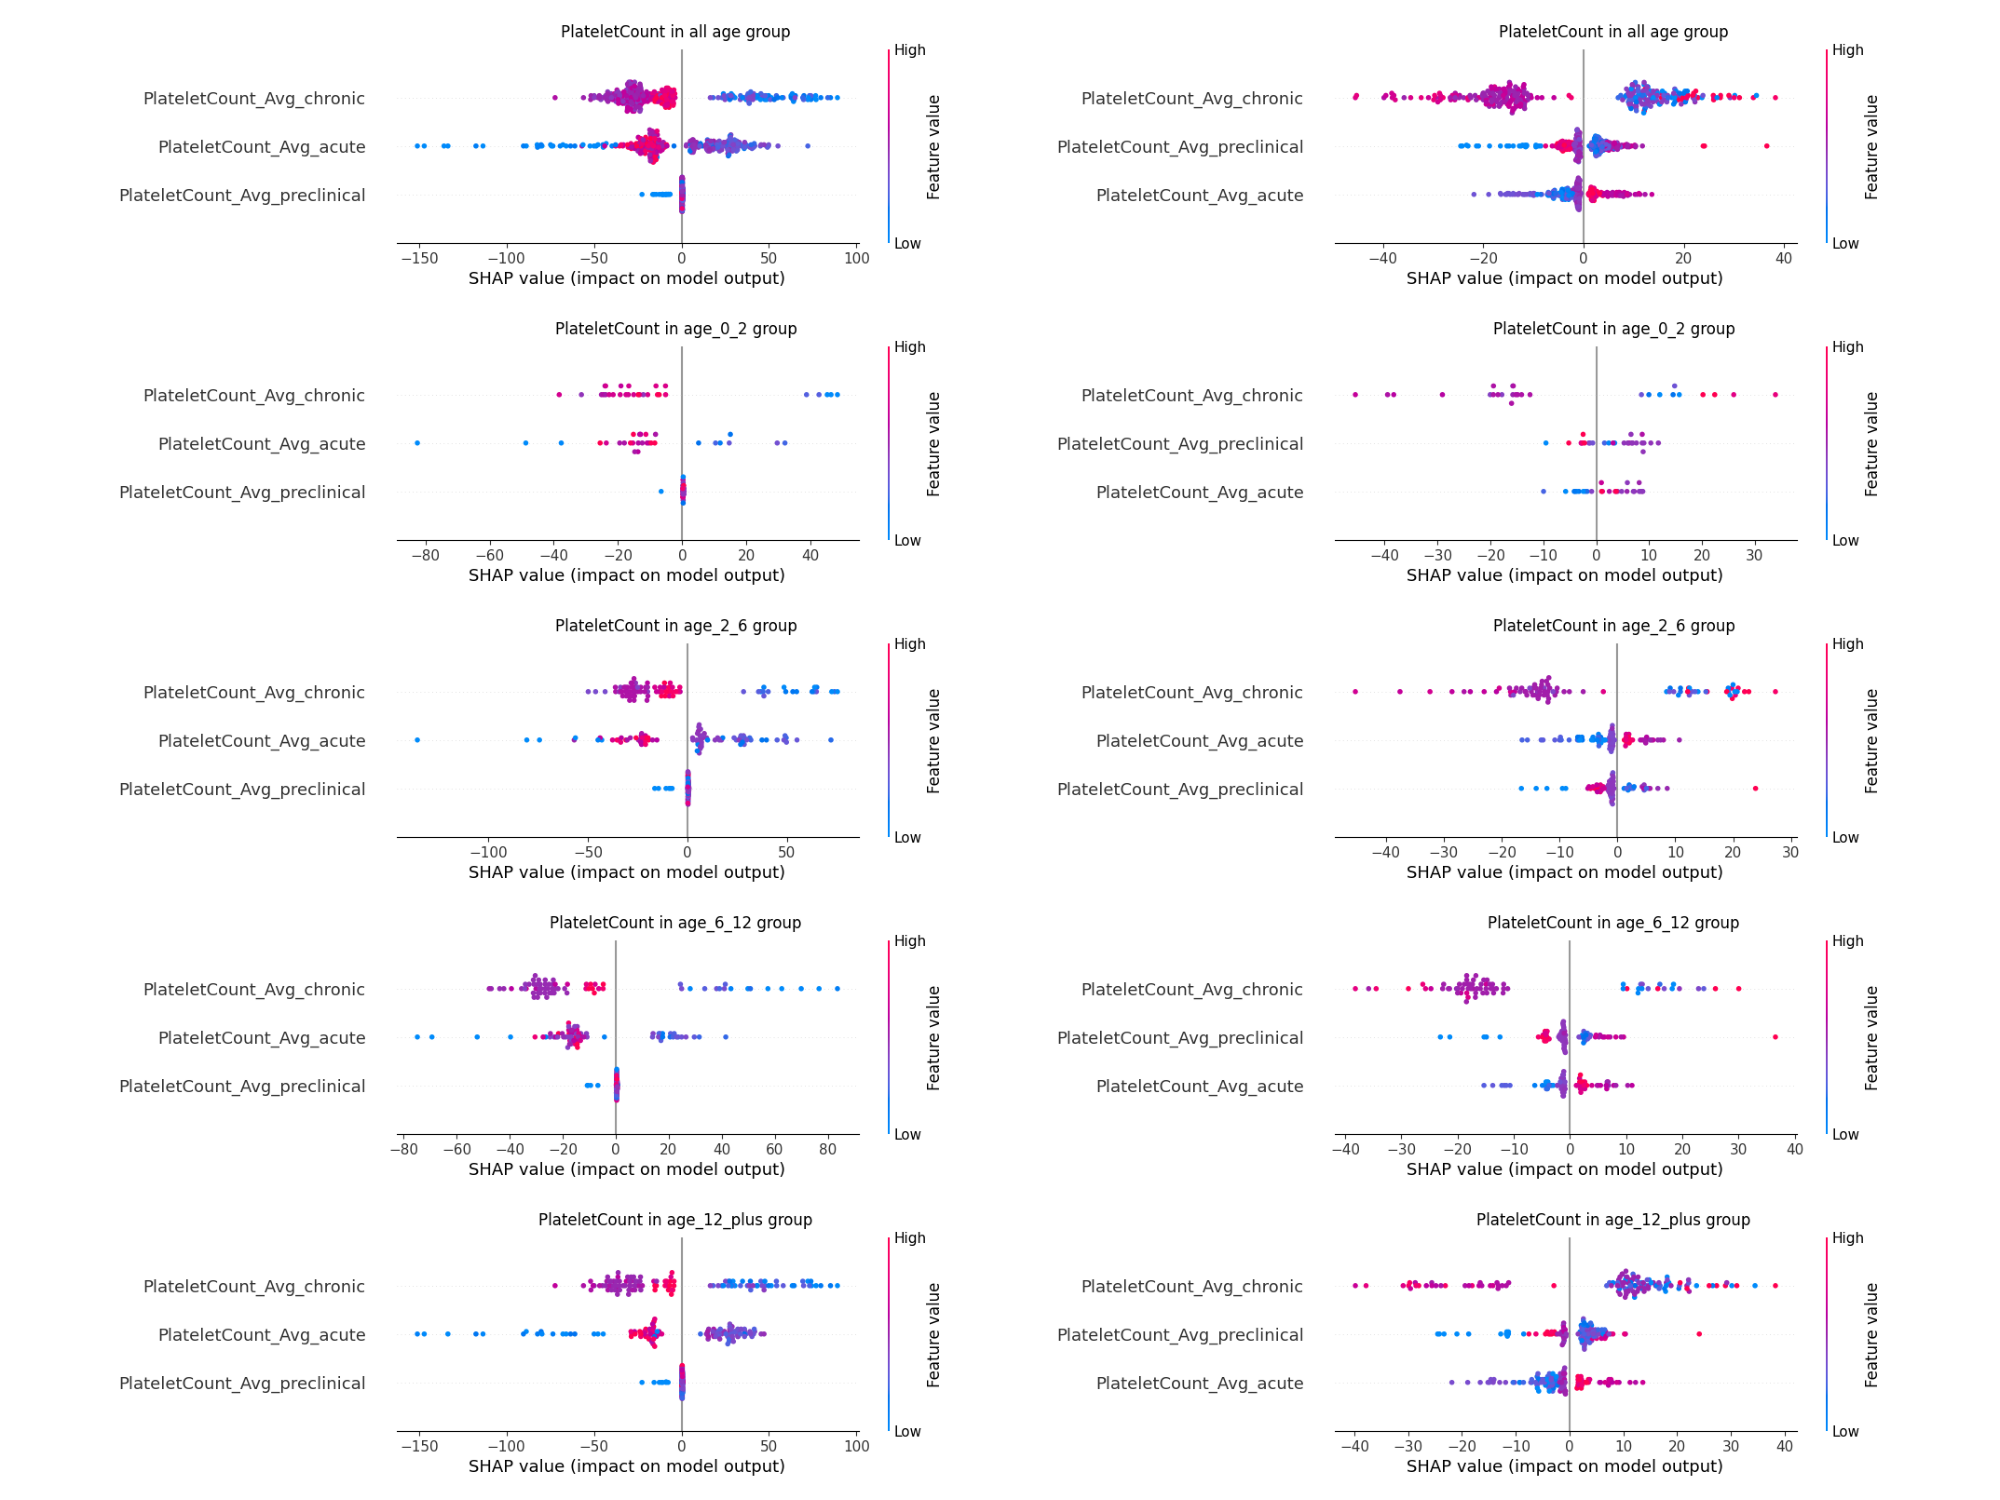 PlateletCount in all age group
High
PlateletCount_Avg_chronic
PlateletCount_Avg_acute
PlateletCount_Avg_preclinical
Feature value
Low
−150 −100 −50 0 50 100
SHAP value (impact on model output)
PlateletCount in all age group
High
PlateletCount_Avg_chronic
PlateletCount_Avg_preclinical
PlateletCount_Avg_acute
Feature value
Low
−40 −20 0 20 40
SHAP value (impact on model output)
PlateletCount in age_0_2 group
High
PlateletCount_Avg_chronic
PlateletCount_Avg_acute
PlateletCount_Avg_preclinical
Feature value
Low
−80 −60 −40 −20 0 20 40
SHAP value (impact on model output)
PlateletCount in age_0_2 group
High
PlateletCount_Avg_chronic
PlateletCount_Avg_preclinical
PlateletCount_Avg_acute
Feature value
Low
−40 −30 −20 −10 0 10 20 30
SHAP value (impact on model output)
PlateletCount in age_2_6 group
High
PlateletCount_Avg_chronic
PlateletCount_Avg_acute
PlateletCount_Avg_preclinical
Feature value
Low
−100 −50 0 50
SHAP value (impact on model output)
PlateletCount in age_2_6 group
High
PlateletCount_Avg_chronic
PlateletCount_Avg_acute
PlateletCount_Avg_preclinical
Feature value
Low
−40 −30 −20 −10 0 10 20 30
SHAP value (impact on model output)
PlateletCount in age_6_12 group
High
PlateletCount_Avg_chronic
PlateletCount_Avg_acute
PlateletCount_Avg_preclinical
Feature value
Low
−80 −60 −40 −20 0 20 40 60 80
SHAP value (impact on model output)
PlateletCount in age_6_12 group
High
PlateletCount_Avg_chronic
PlateletCount_Avg_preclinical
PlateletCount_Avg_acute
Feature value
Low
−40 −30 −20 −10 0 10 20 30 40
SHAP value (impact on model output)
PlateletCount in age_12_plus group
High
PlateletCount_Avg_chronic
PlateletCount_Avg_acute
PlateletCount_Avg_preclinical
Feature value
Low
−150 −100 −50 0 50 100
SHAP value (impact on model output)
PlateletCount in age_12_plus group
High
PlateletCount_Avg_chronic
PlateletCount_Avg_preclinical
PlateletCount_Avg_acute
Feature value
Low
−40 −30 −20 −10 0 10 20 30 40
SHAP value (impact on model output)